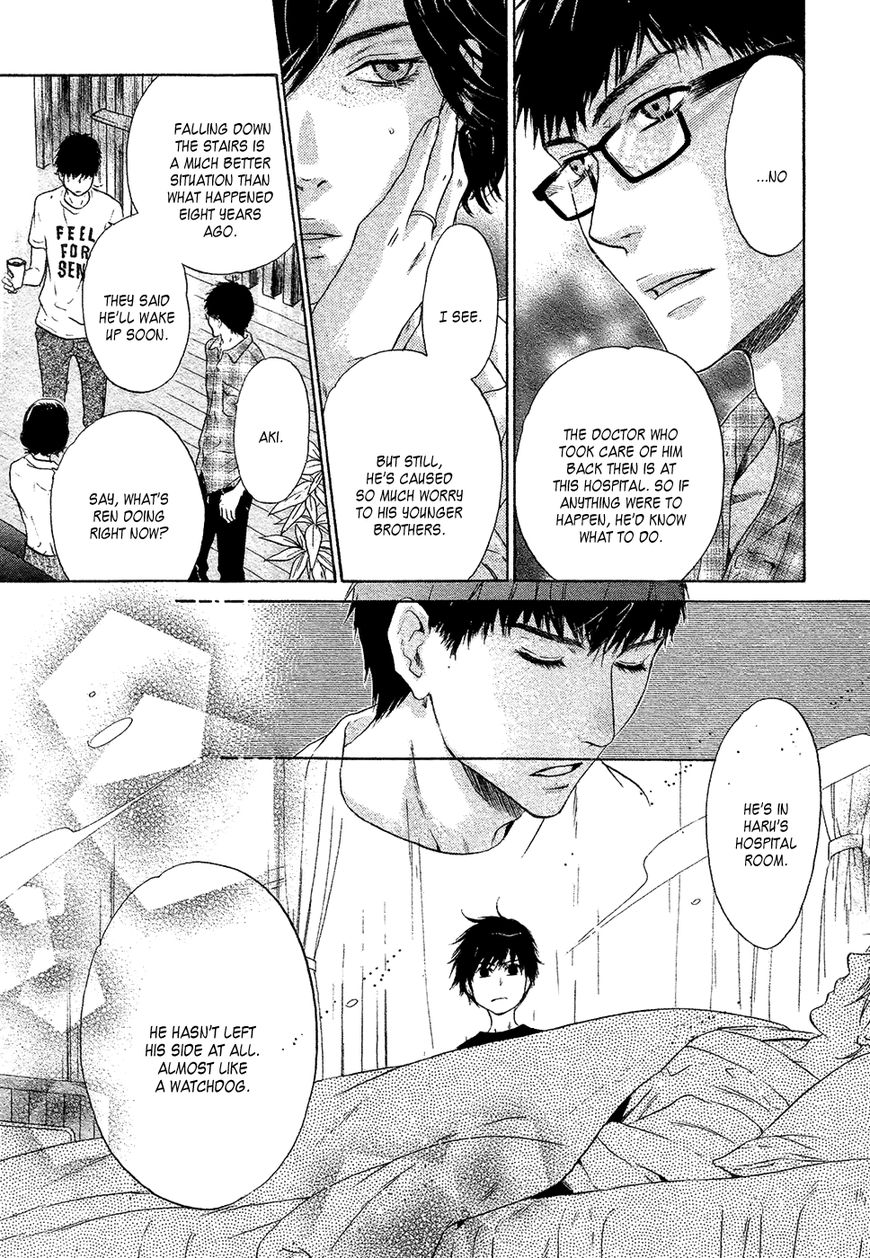 ...NO
THE DOCTOR WHO
TOOK CARE OF HIM
BACK THEN IS AT
THIS HOSPITAL. SO IF
ANYTHING WERE TO
HAPPEN, HE'D KNOW
WHAT TO DO.
I SEE.
BUT STILL,
HE'S CAUSED
SO MUCH WORRY
TO HIS YOUNGER
BROTHERS.
FALLING DOWN
THE STAIRS IS
A MUCH BETTER
SITUATION THAN
WHAT HAPPENED
EIGHT YEARS
AGO.
THEY SAID
HE'LL WAKE
UP SOON.
FEEL
FOR
SEN
AKI.
SAY, WHAT'S
REN DOING
RIGHT NOW?
HE'S IN
HARU'S
HOSPITAL
ROOM.
HE HASN'T LEFT
HIS SIDE AT ALL.
ALMOST LIKE
A WATCHDOG.